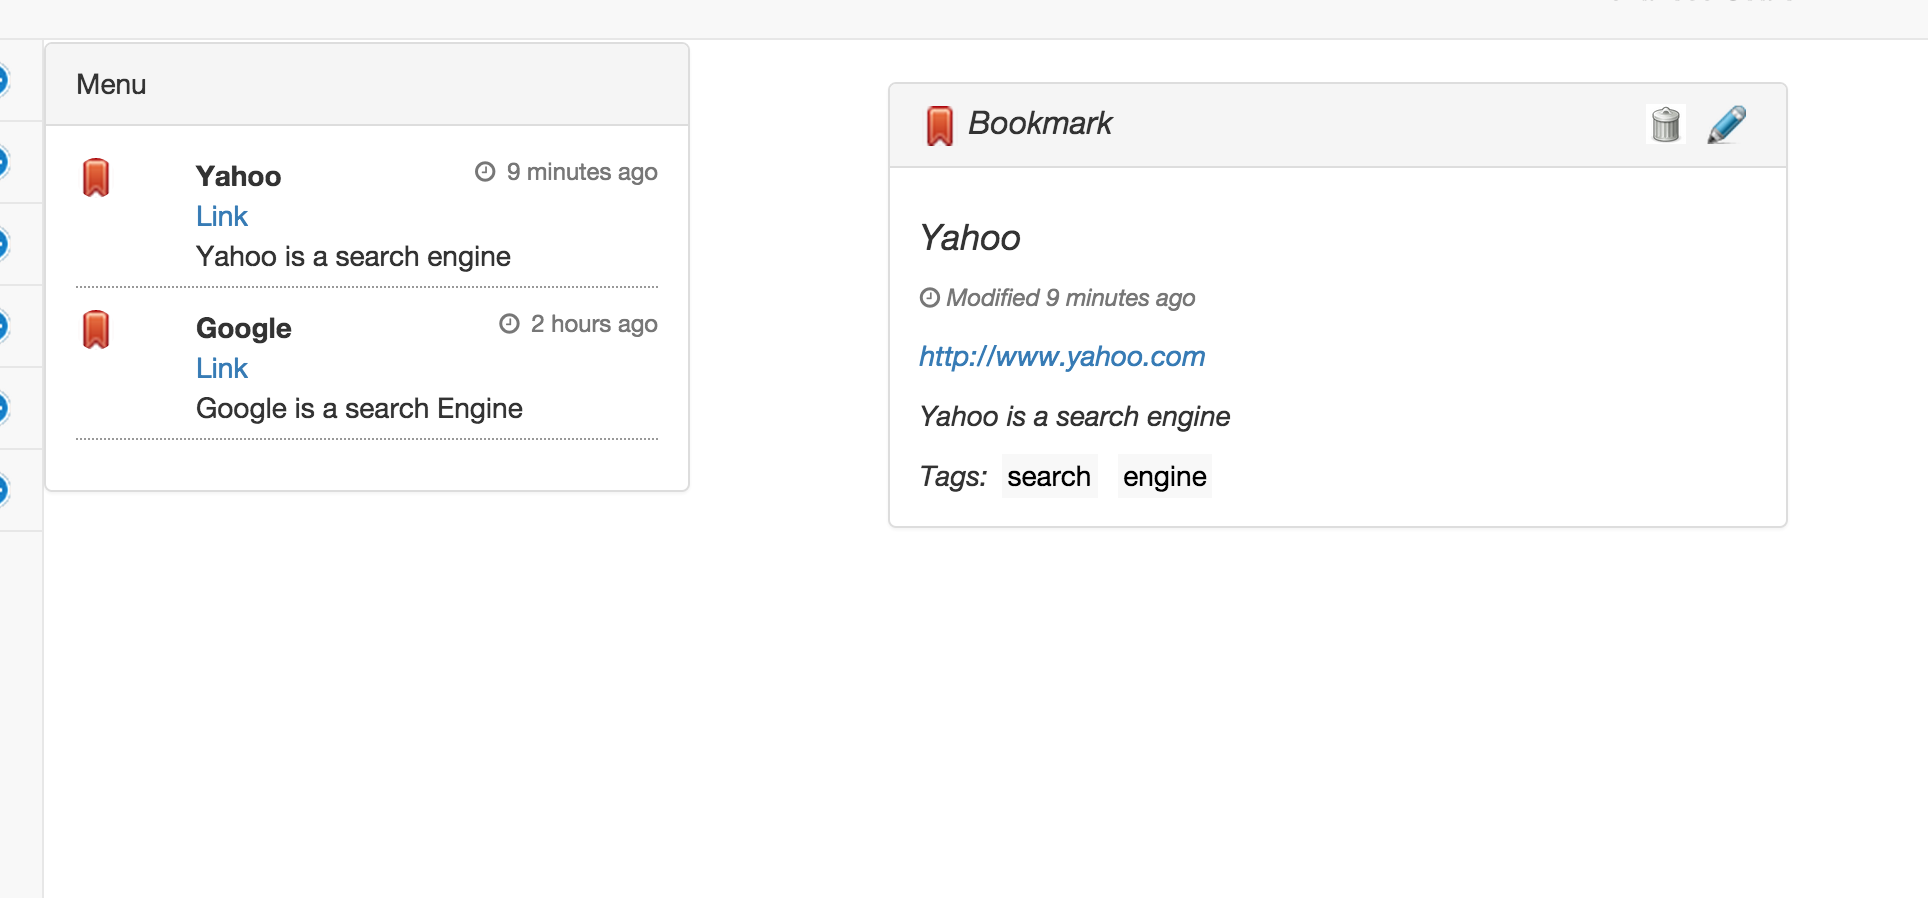 Menu
Yahoo
9 minutes ago
Link
Yahoo is a search engine
Google
2 hours ago
Link
Google is a search Engine
Bookmark
Yahoo
Modified 9 minutes ago
http://www.yahoo.com
Yahoo is a search engine
Tags: search engine